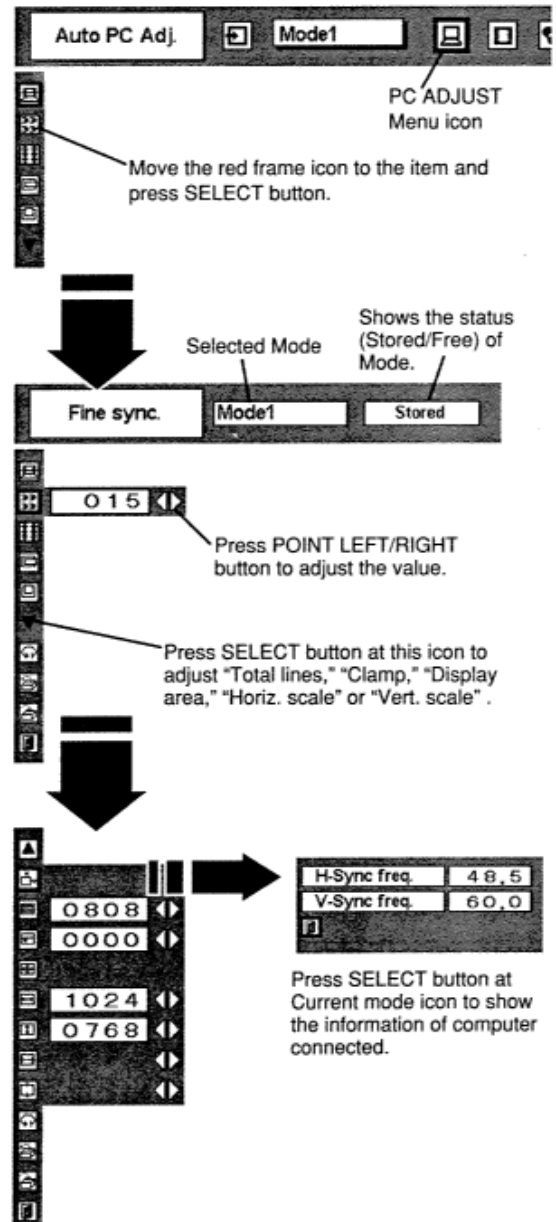 Auto PC Adj.
Mode1
PC ADJUST
Menu icon
Move the red frame icon to the item and
press SELECT button.
Shows the status
(Stored/Free) of
Mode.
Selected Mode
Fine sync.
Mode1
Stored
015
Press POINT LEFT/RIGHT
button to adjust the value.
Press SELECT button at this icon to
adjust “Total lines,” “Clamp,” “Display
area,” “Horiz. scale” or “Vert. scale” .
H-Sync freq. 48,5
V-Sync freq. 60,0
0808
0000
1024
0768
Press SELECT button at
Current mode icon to show
the information of computer
connected.